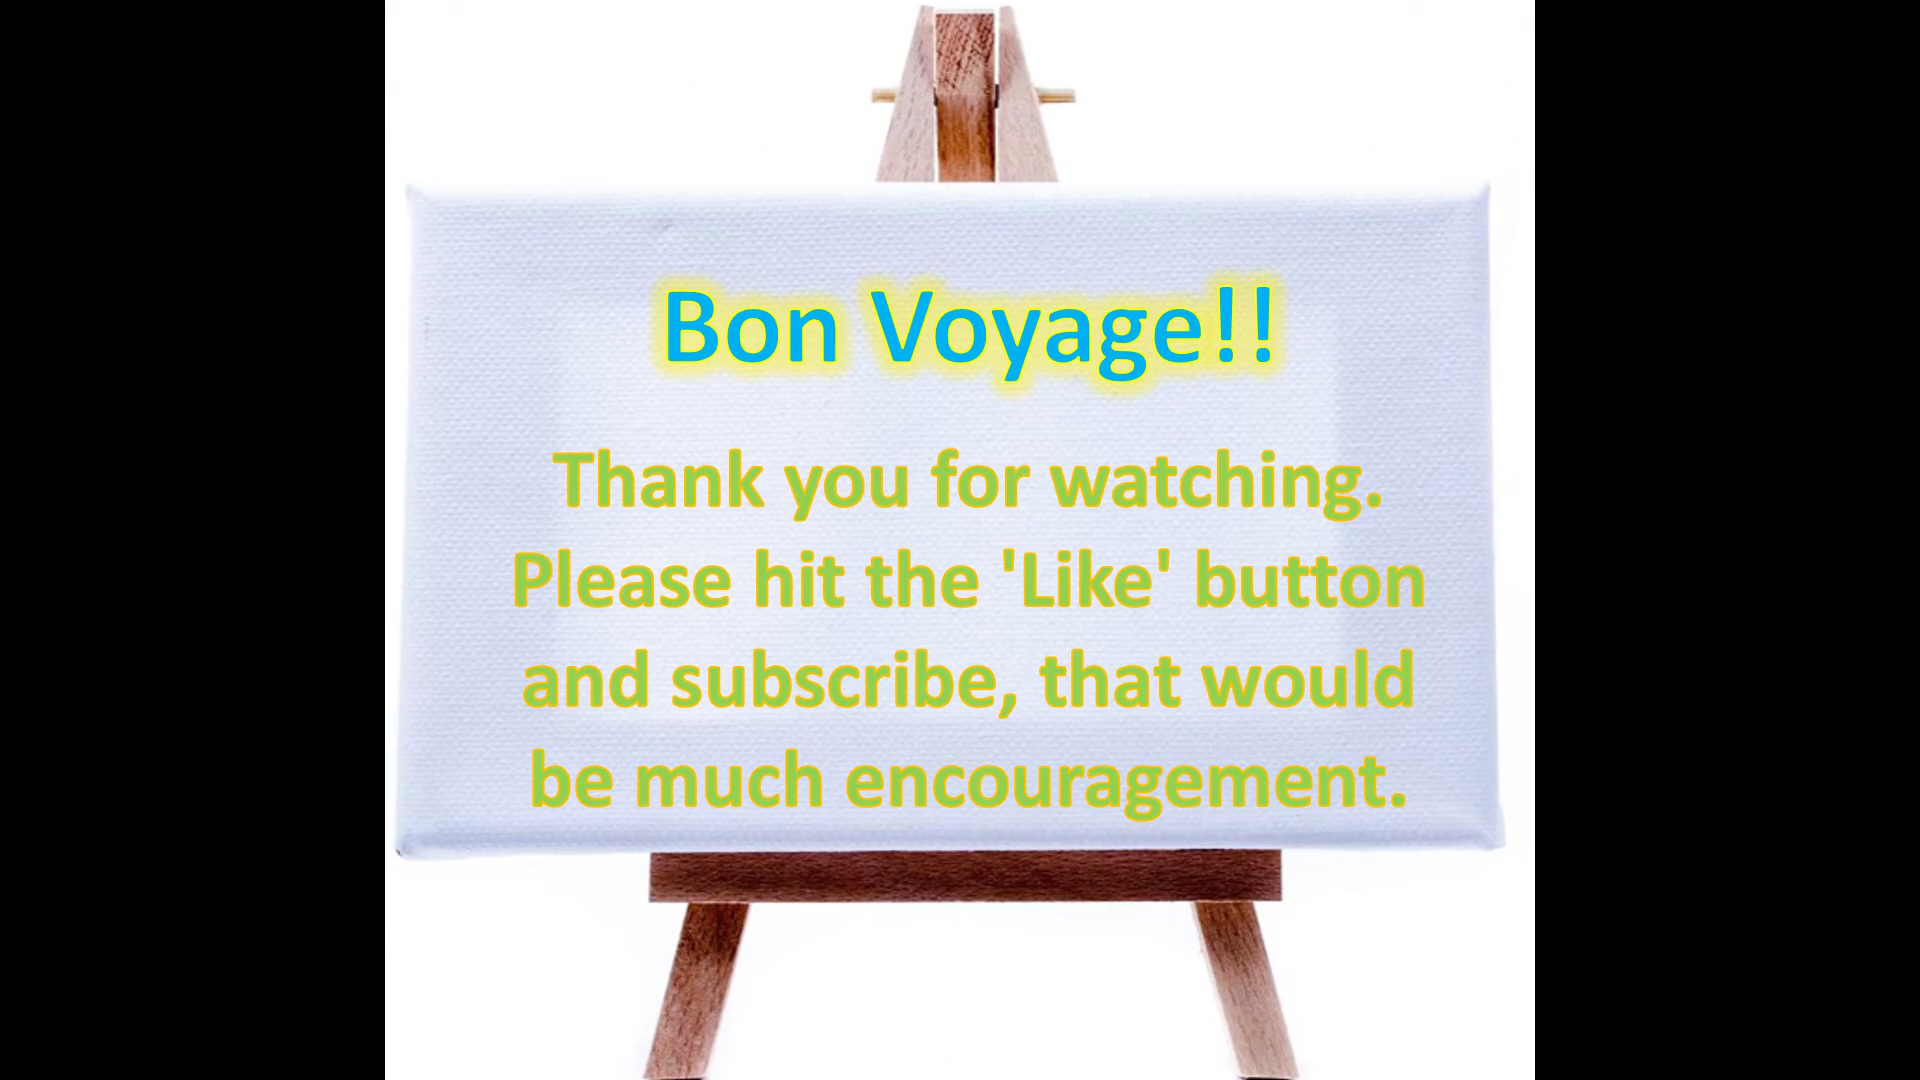 Bon Voyage!!
Thank you for watching.
Please hit the 'Like' button
and subscribe, that would
be much encouragement.